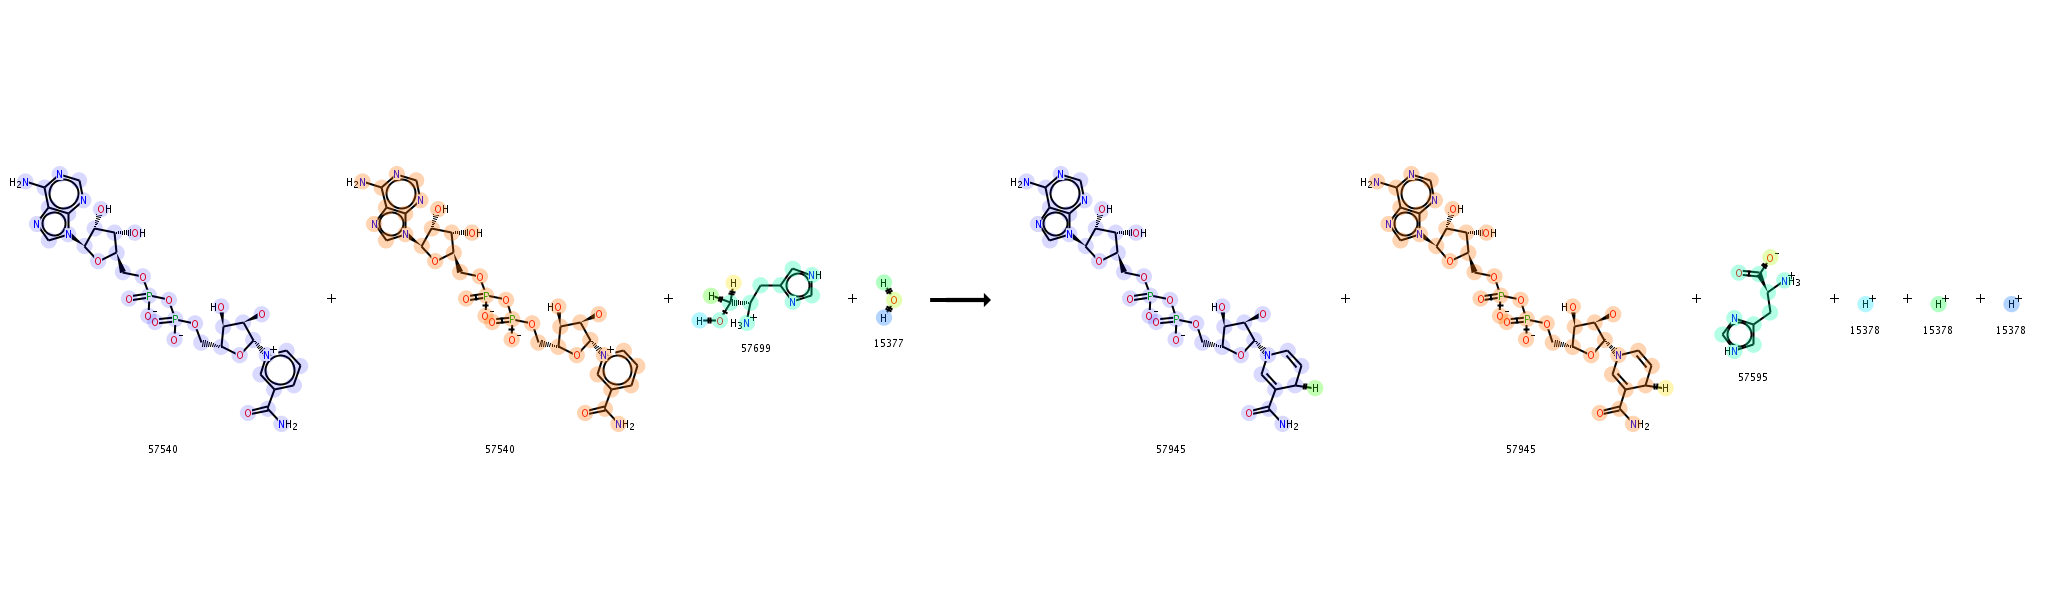 H₂N N N N N OH OH O O O P O O⁻ O P O O⁻ HO O O N⁺ O NH₂
57540
+
H₂N N N N N OH OH O O O P O O⁻ O P O O⁻ HO O O N⁺ O NH₂
57540
+
H H H O H₃N⁺ N NH
57699
+
H O H
15377
H₂N N N N N OH OH O O O P O O⁻ O P O O⁻ HO O O N H O NH₂
57945
+
H₂N N N N N OH OH O O O P O O⁻ O P O O⁻ HO O O N H O NH₂
57945
+
O O⁻ NH₃⁺ N HN
57595
+
H⁺
15378
+
H⁺
15378
+
H⁺
15378